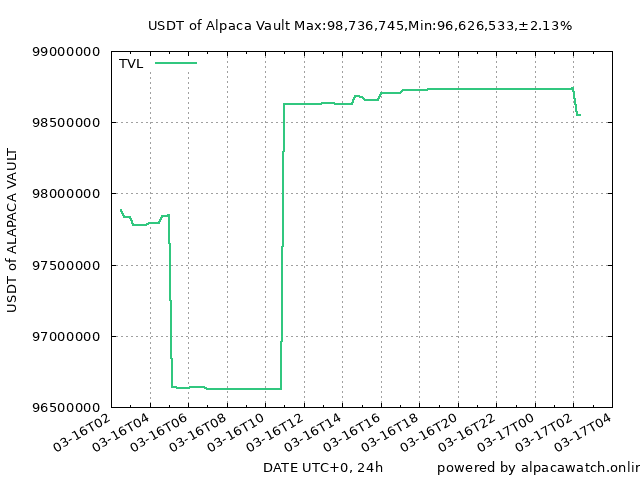 USDT of Alpaca Vault Max:98,736,745,Min:96,626,533,±2.13%
TVL
99000000
98500000
98000000
97500000
97000000
96500000
USDT of ALAPACA VAULT
03-16T02
03-16T04
03-16T06
03-16T08
03-16T10
03-16T12
03-16T14
03-16T16
03-16T18
03-16T20
03-16T22
03-17T00
03-17T02
03-17T04
DATE UTC+0, 24h
powered by alpacawatch.onlin